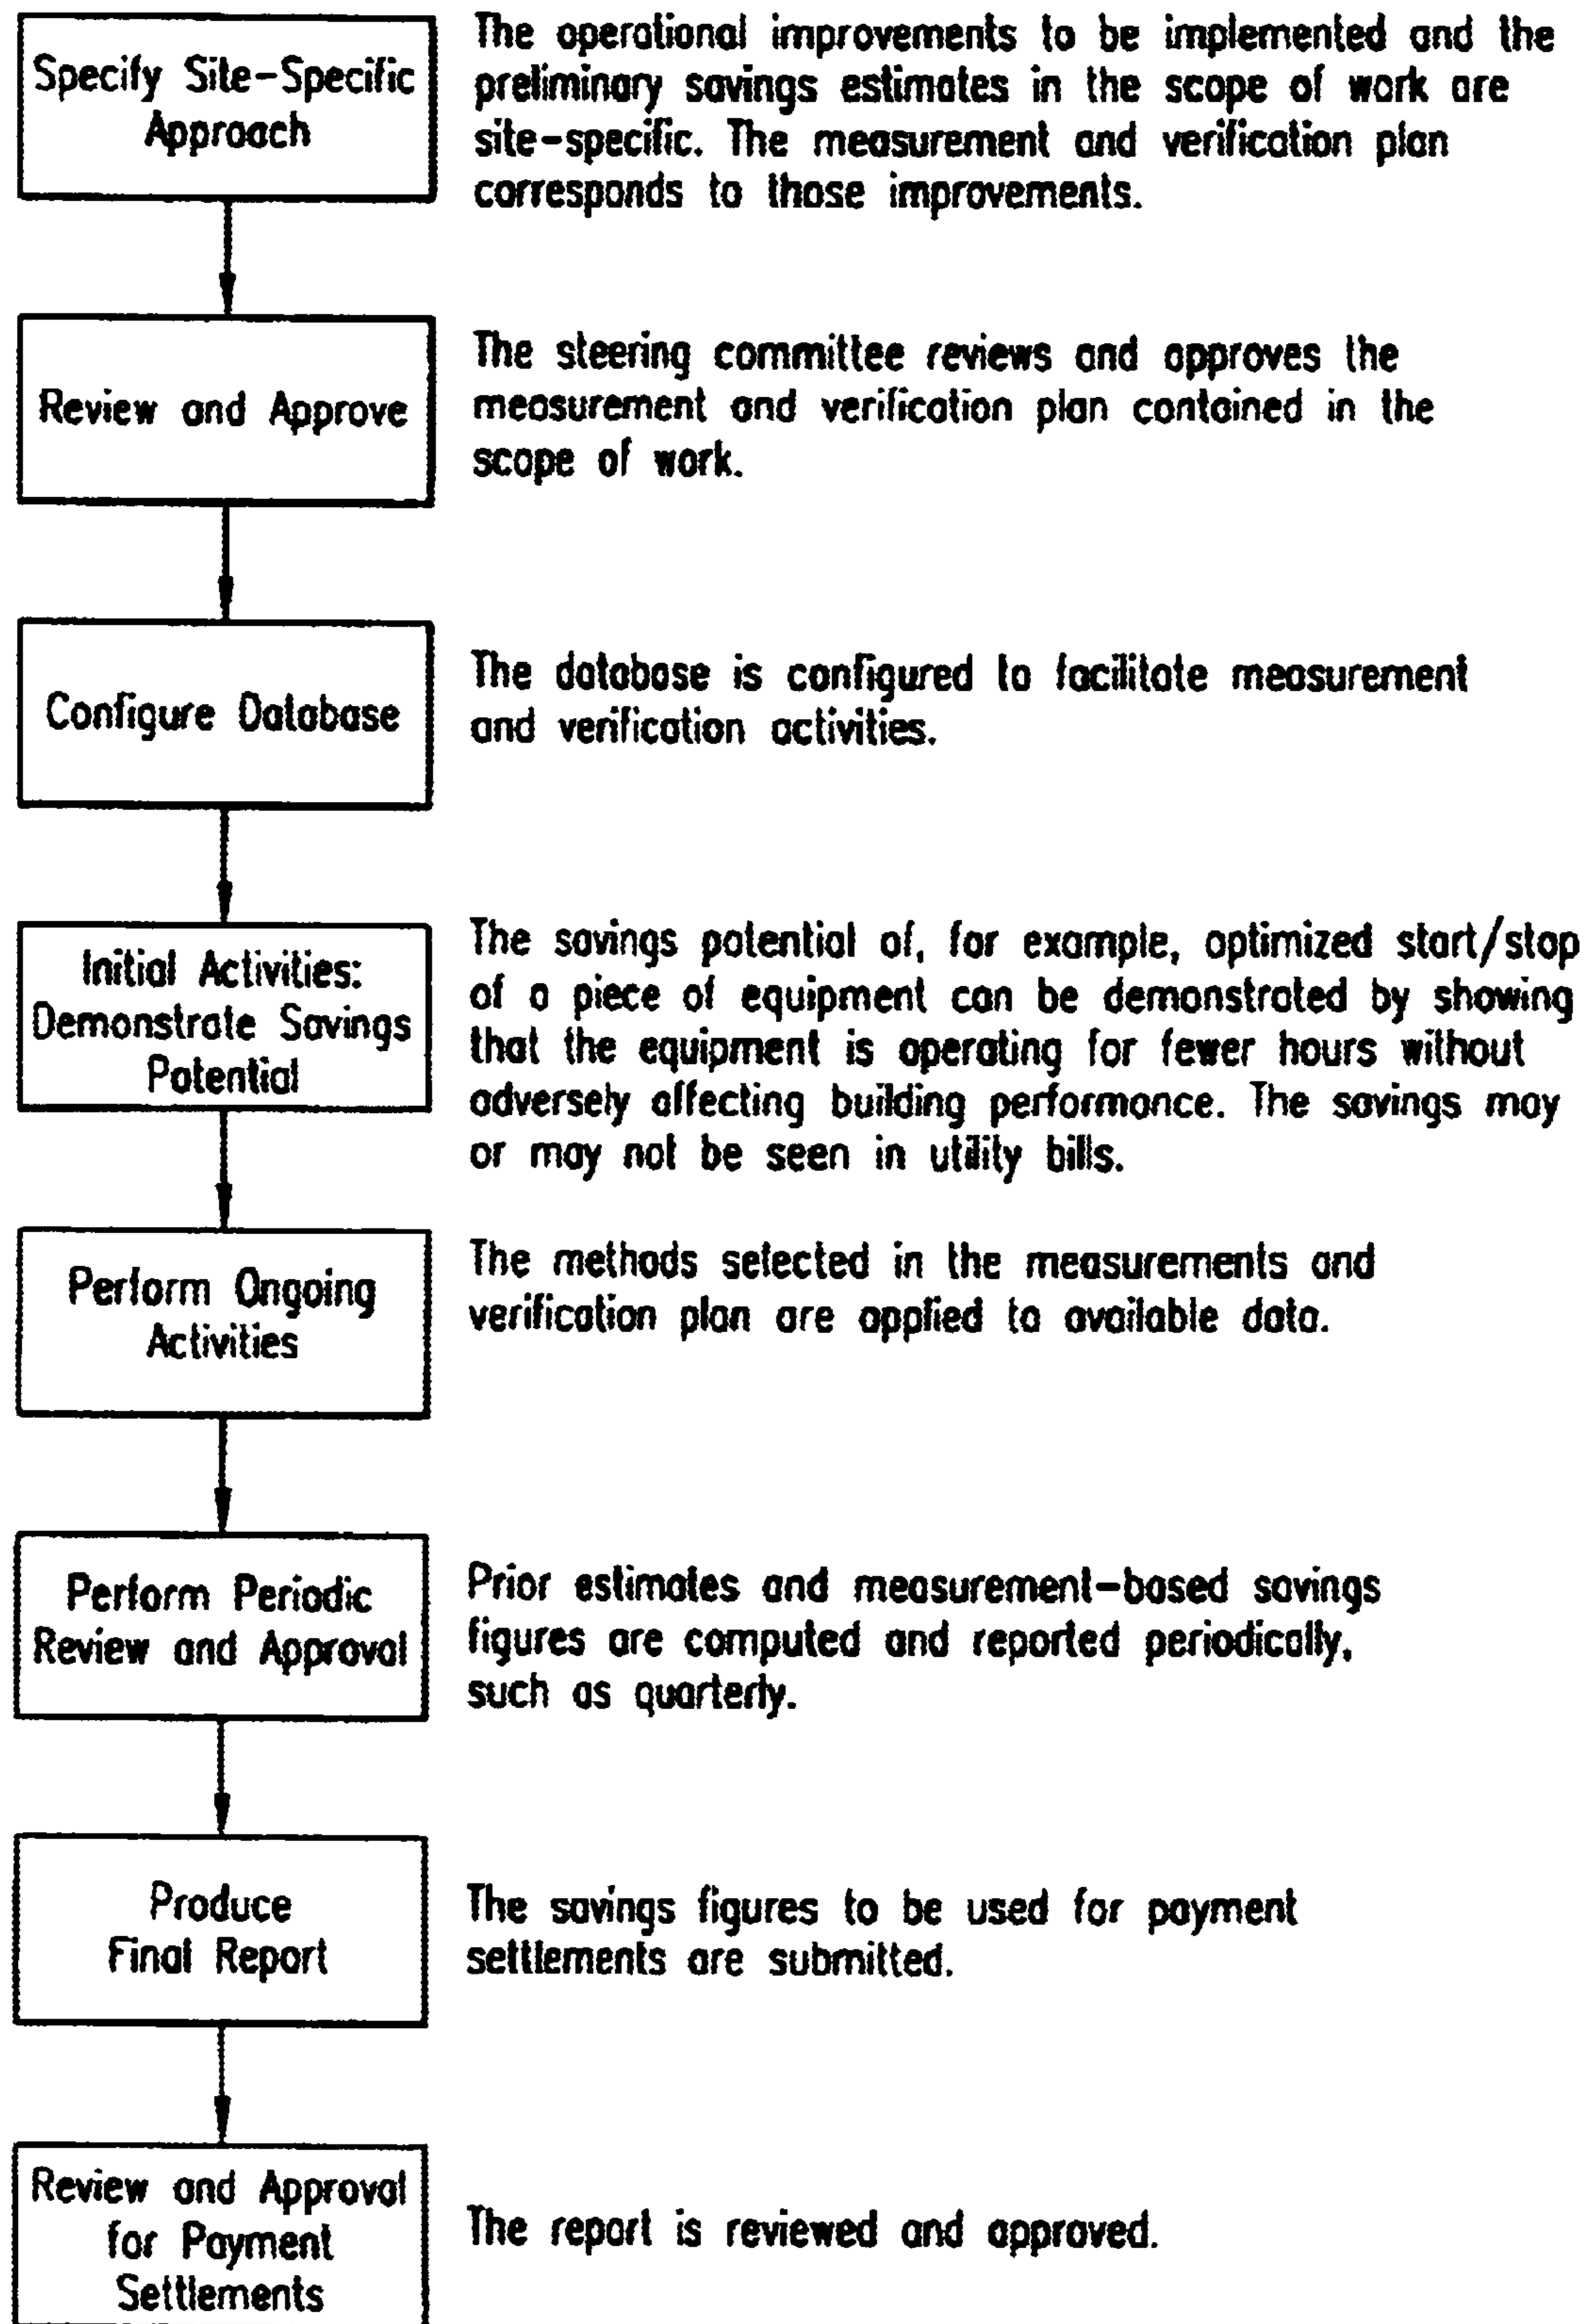 Specify Site-Specific
Approach
The operational improvements to be implemented and the
preliminary savings estimates in the scope of work are
site-specific. The measurement and verification plan
corresponds to those improvements.
Review and Approve
The steering committee reviews and approves the
measurement and verification plan contained in the
scope of work.
Configure Database
The database is configured to facilitate measurement
and verification activities.
Initial Activities:
Demonstrate Savings
Potential
The savings potential of, for example, optimized start/stop
of a piece of equipment can be demonstrated by showing
that the equipment is operating for fewer hours without
adversely affecting building performance. The savings may
or may not be seen in utility bills.
Perform Ongoing
Activities
The methods selected in the measurements and
verification plan are applied to available data.
Perform Periodic
Review and Approval
Prior estimates and measurement-based savings
figures are computed and reported periodically,
such as quarterly.
Produce
Final Report
The savings figures to be used for payment
settlements are submitted.
Review and Approval
for Payment
Settlements
The report is reviewed and approved.